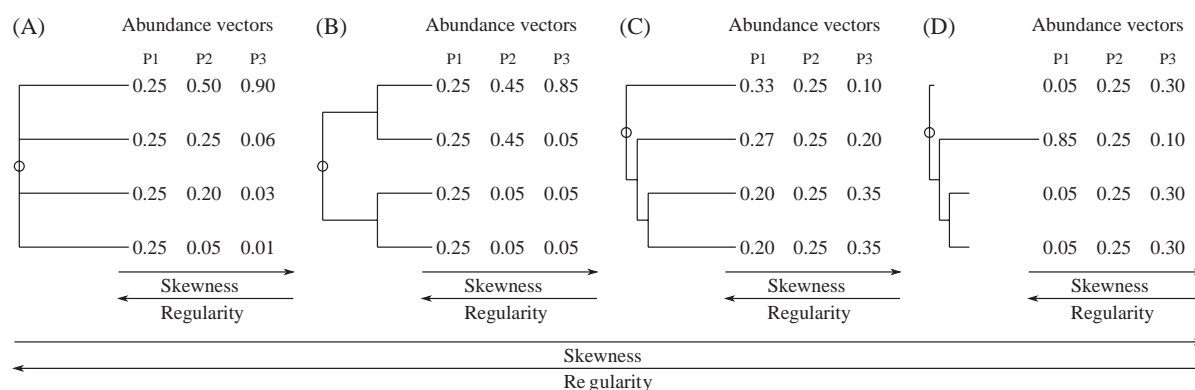 (A) Abundance vectors (B) Abundance vectors (C) Abundance vectors (D) Abundance vectors
P1 P2 P3 P1 P2 P3 P1 P2 P3 P1 P2 P3
0.25 0.50 0.90 0.25 0.45 0.85 0.33 0.25 0.10 0.05 0.25 0.30
0.25 0.25 0.06 0.25 0.45 0.05 0.27 0.25 0.20 0.85 0.25 0.10
0.25 0.20 0.03 0.25 0.05 0.05 0.20 0.25 0.35 0.05 0.25 0.30
0.25 0.05 0.01 0.25 0.05 0.05 0.20 0.25 0.35 0.05 0.25 0.30
Skewness Skewness Skewness Skewness
Regularity Regularity Regularity Regularity
Skewness
Re gularity